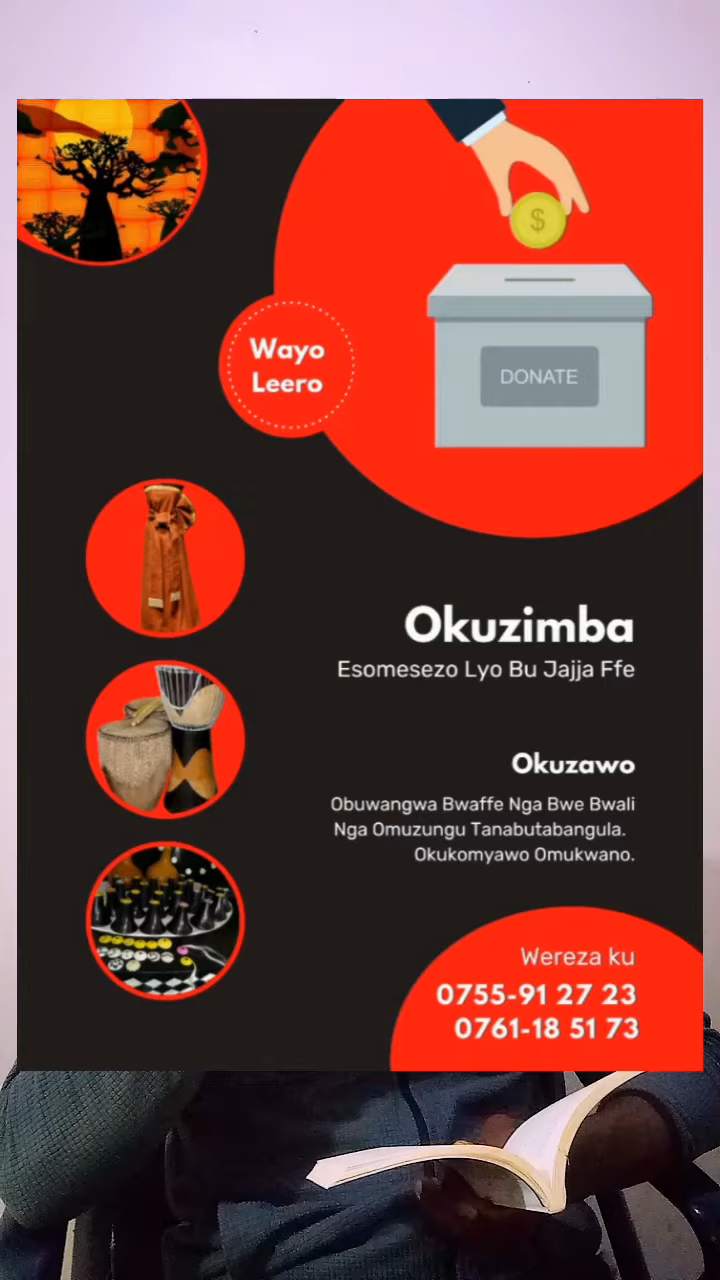 $
DONATE
Wayo
Leero
Okuzimba
Esomesezo Lyo Bu Jajja Ffe
Okuzawo
Obuwangwa Bwaffe Nga Bwe Bwali
Nga Omuzungu Tanabutabangula.
Okukomyawo Omukwano.
Wereza ku
0755-91 27 23
0761-18 51 73